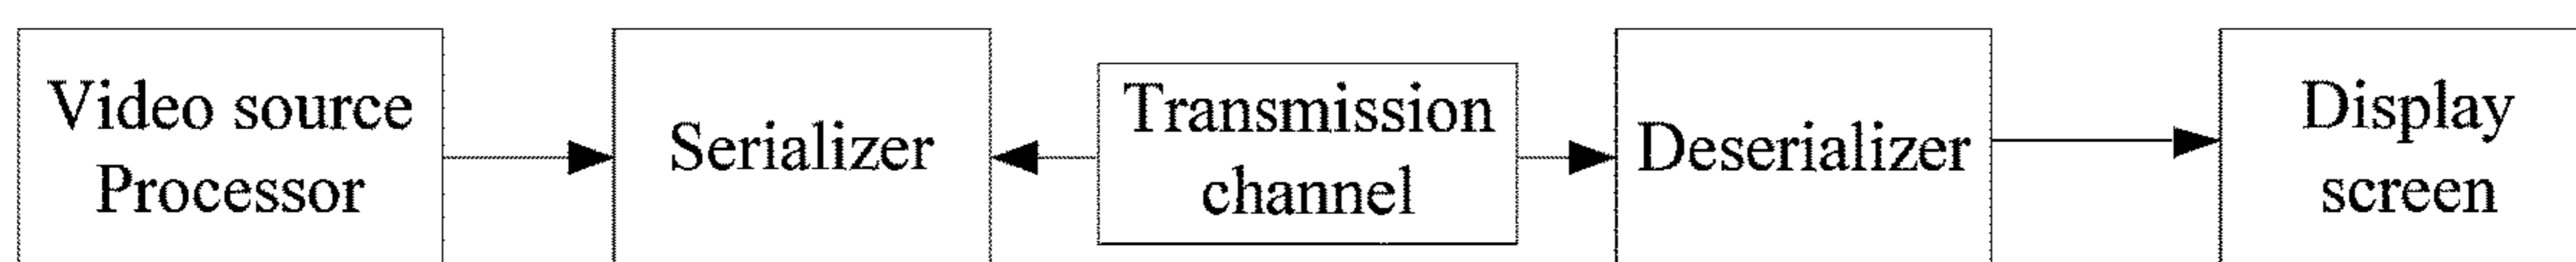 Video source
Processor
Serializer
Transmission
channel
Deserializer
Display
screen